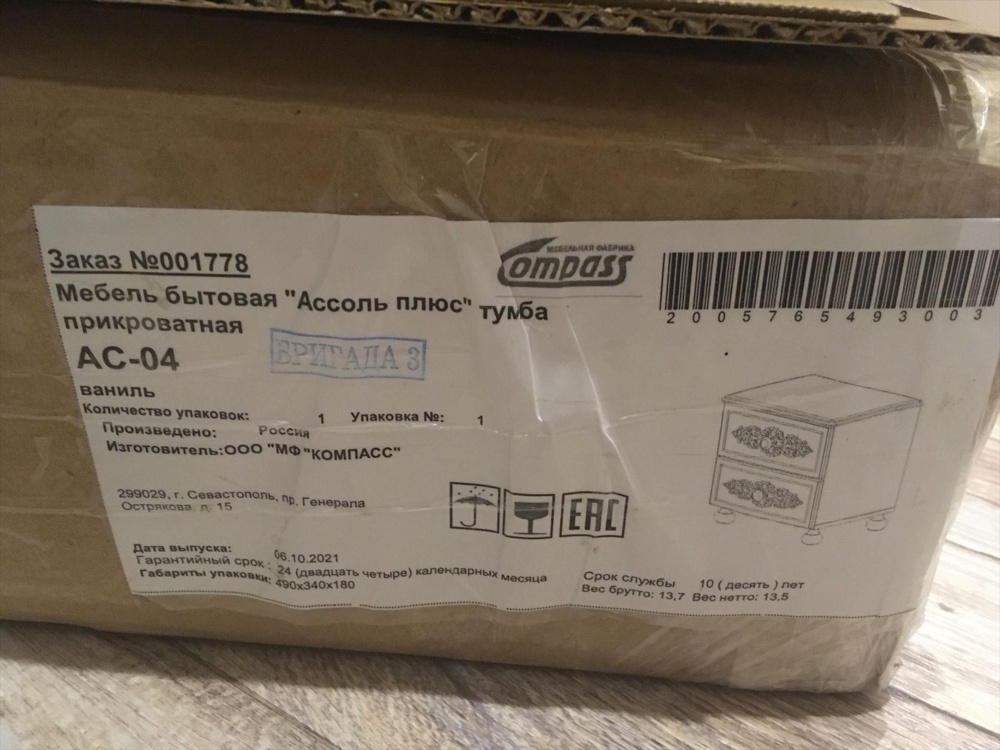 Заказ №001778
МЕБЕЛЬНАЯ ФАБРИКА
Compass
Мебель бытовая "Ассоль плюс" тумба
прикроватная
АС-04
БРИГАДА 3
ваниль
2005765493003
Количество упаковок: 1 Упаковка №: 1
Произведено: Россия
Изготовитель:ООО "МФ"КОМПАСС"
299029, г. Севастополь, пр. Генерала
Острякова д. 15
EAC
Дата выпуска: 06.10.2021
Гарантийный срок : 24 (двадцать четыре) календарных месяца
Габариты упаковки: 490х340х180
Срок службы 10 ( десять ) лет
Вес брутто: 13,7 Вес нетто: 13,5